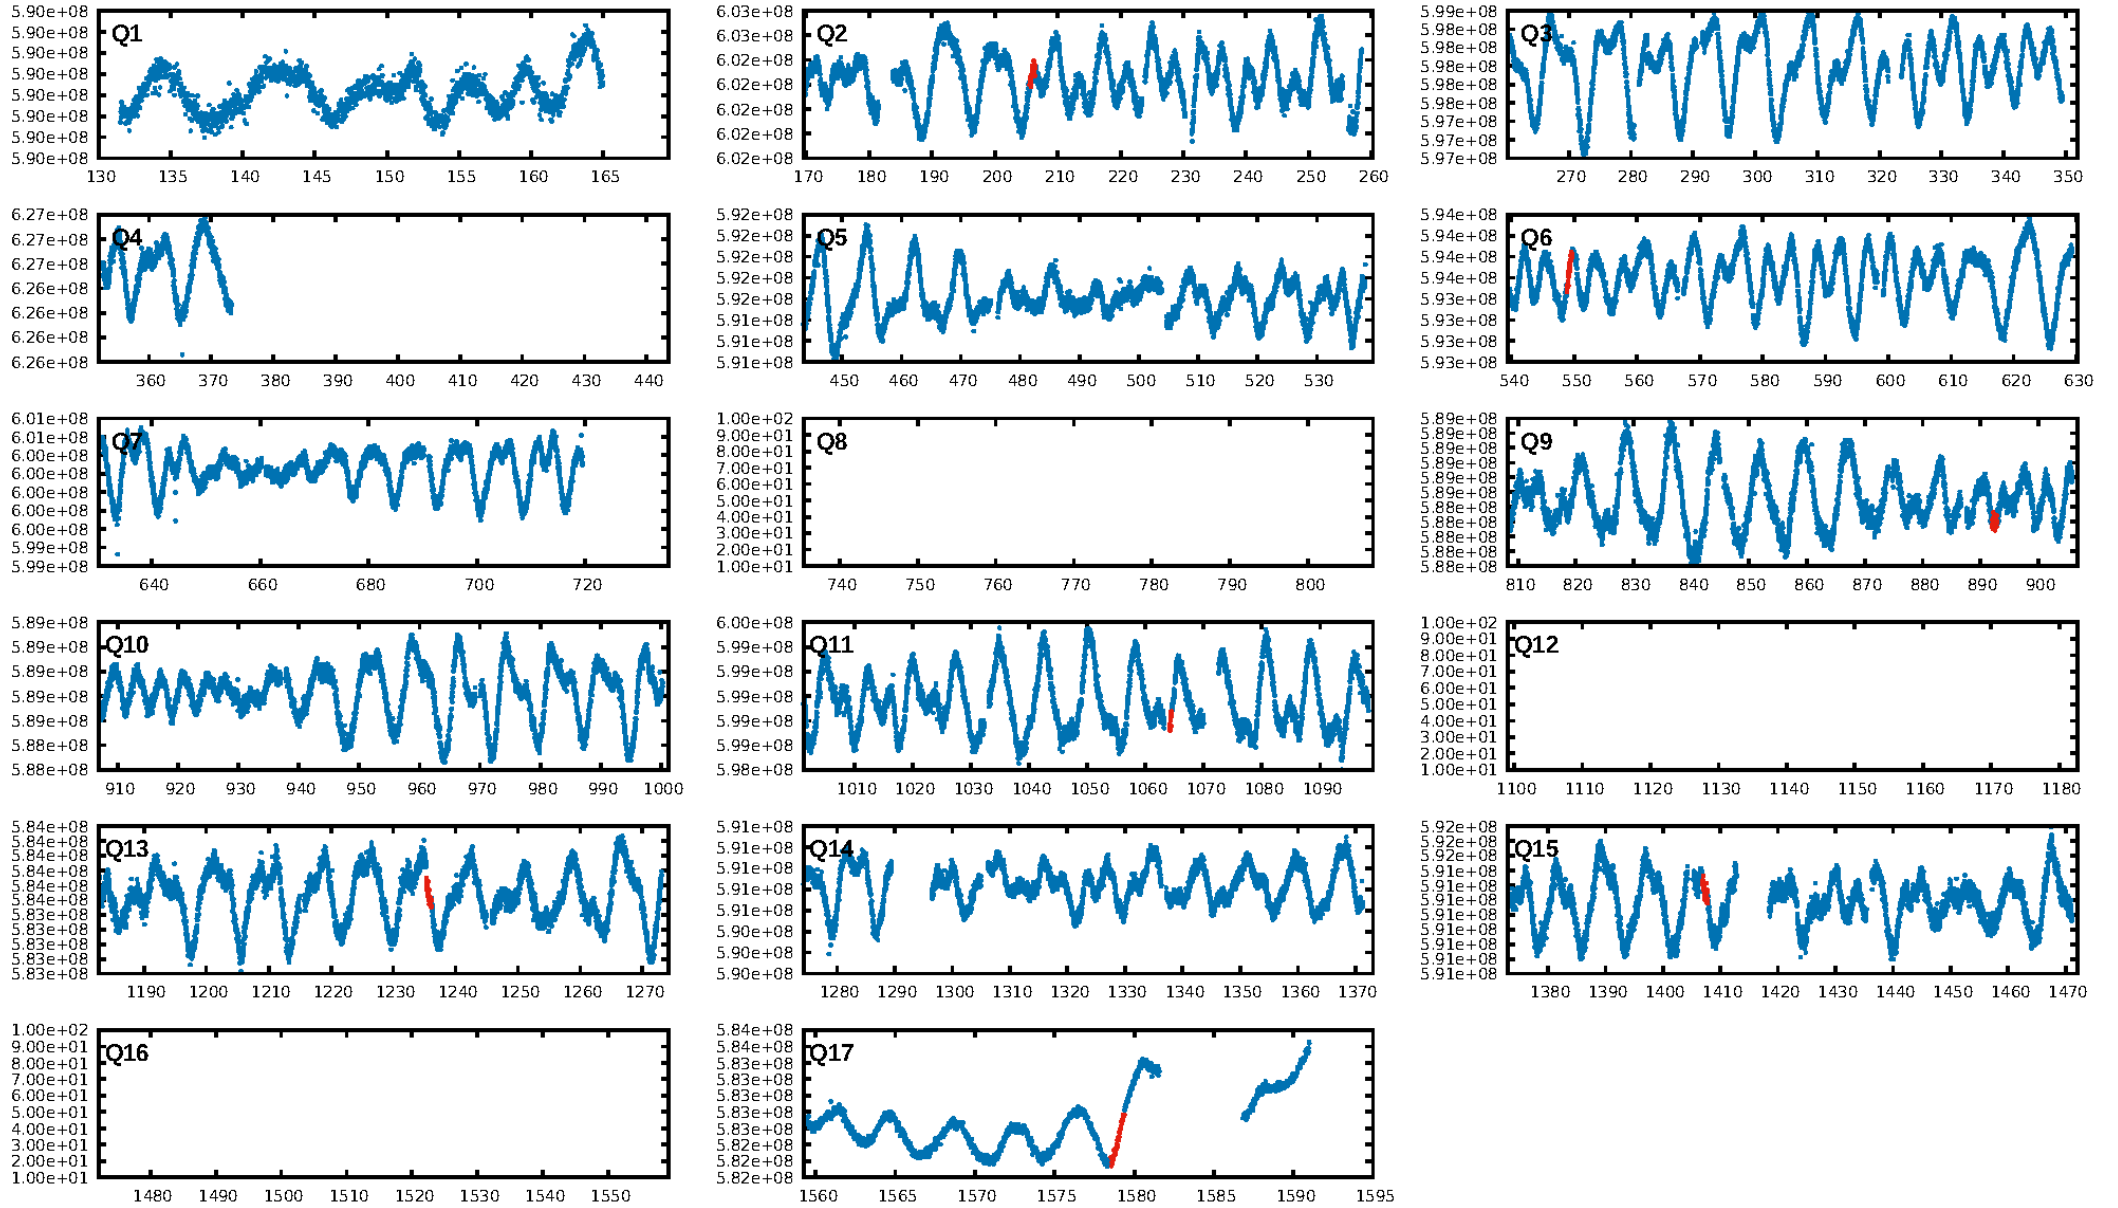 Q1
5.90e+08
5.90e+08
5.90e+08
5.90e+08
5.90e+08
5.90e+08
5.90e+08
5.90e+08
130 135 140 145 150 155 160 165
Q2
6.03e+08
6.03e+08
6.02e+08
6.02e+08
6.02e+08
6.02e+08
6.02e+08
170 180 190 200 210 220 230 240 250 260
Q3
5.99e+08
5.98e+08
5.98e+08
5.98e+08
5.98e+08
5.98e+08
5.97e+08
5.97e+08
5.97e+08
270 280 290 300 310 320 330 340 350
Q4
6.27e+08
6.27e+08
6.27e+08
6.26e+08
6.26e+08
6.26e+08
6.26e+08
360 370 380 390 400 410 420 430 440
Q5
5.92e+08
5.92e+08
5.92e+08
5.92e+08
5.92e+08
5.91e+08
5.91e+08
5.91e+08
450 460 470 480 490 500 510 520 530
Q6
5.94e+08
5.94e+08
5.94e+08
5.94e+08
5.93e+08
5.93e+08
5.93e+08
5.93e+08
540 550 560 570 580 590 600 610 620 630
Q7
6.01e+08
6.01e+08
6.00e+08
6.00e+08
6.00e+08
6.00e+08
6.00e+08
5.99e+08
5.99e+08
640 660 680 700 720
Q8
1.00e+02
9.00e+01
8.00e+01
7.00e+01
6.00e+01
5.00e+01
4.00e+01
3.00e+01
2.00e+01
1.00e+01
740 750 760 770 780 790 800
Q9
5.89e+08
5.89e+08
5.89e+08
5.89e+08
5.89e+08
5.89e+08
5.88e+08
5.88e+08
5.88e+08
5.88e+08
5.88e+08
810 820 830 840 850 860 870 880 890 900
Q10
5.89e+08
5.89e+08
5.89e+08
5.89e+08
5.89e+08
5.88e+08
5.88e+08
910 920 930 940 950 960 970 980 990 1000
Q11
6.00e+08
5.99e+08
5.99e+08
5.99e+08
5.99e+08
5.99e+08
5.98e+08
1010 1020 1030 1040 1050 1060 1070 1080 1090
Q12
1.00e+02
9.00e+01
8.00e+01
7.00e+01
6.00e+01
5.00e+01
4.00e+01
3.00e+01
2.00e+01
1.00e+01
1100 1110 1120 1130 1140 1150 1160 1170 1180
Q13
5.84e+08
5.84e+08
5.84e+08
5.84e+08
5.84e+08
5.84e+08
5.83e+08
5.83e+08
5.83e+08
5.83e+08
5.83e+08
1190 1200 1210 1220 1230 1240 1250 1260 1270
Q14
5.91e+08
5.91e+08
5.91e+08
5.91e+08
5.91e+08
5.90e+08
5.90e+08
5.90e+08
1280 1290 1300 1310 1320 1330 1340 1350 1360 1370
Q15
5.92e+08
5.92e+08
5.92e+08
5.91e+08
5.91e+08
5.91e+08
5.91e+08
5.91e+08
5.91e+08
5.91e+08
5.91e+08
1380 1390 1400 1410 1420 1430 1440 1450 1460 1470
Q16
1.00e+02
9.00e+01
8.00e+01
7.00e+01
6.00e+01
5.00e+01
4.00e+01
3.00e+01
2.00e+01
1.00e+01
1480 1490 1500 1510 1520 1530 1540 1550
Q17
5.84e+08
5.84e+08
5.83e+08
5.83e+08
5.83e+08
5.83e+08
5.82e+08
5.82e+08
5.82e+08
1560 1565 1570 1575 1580 1585 1590 1595